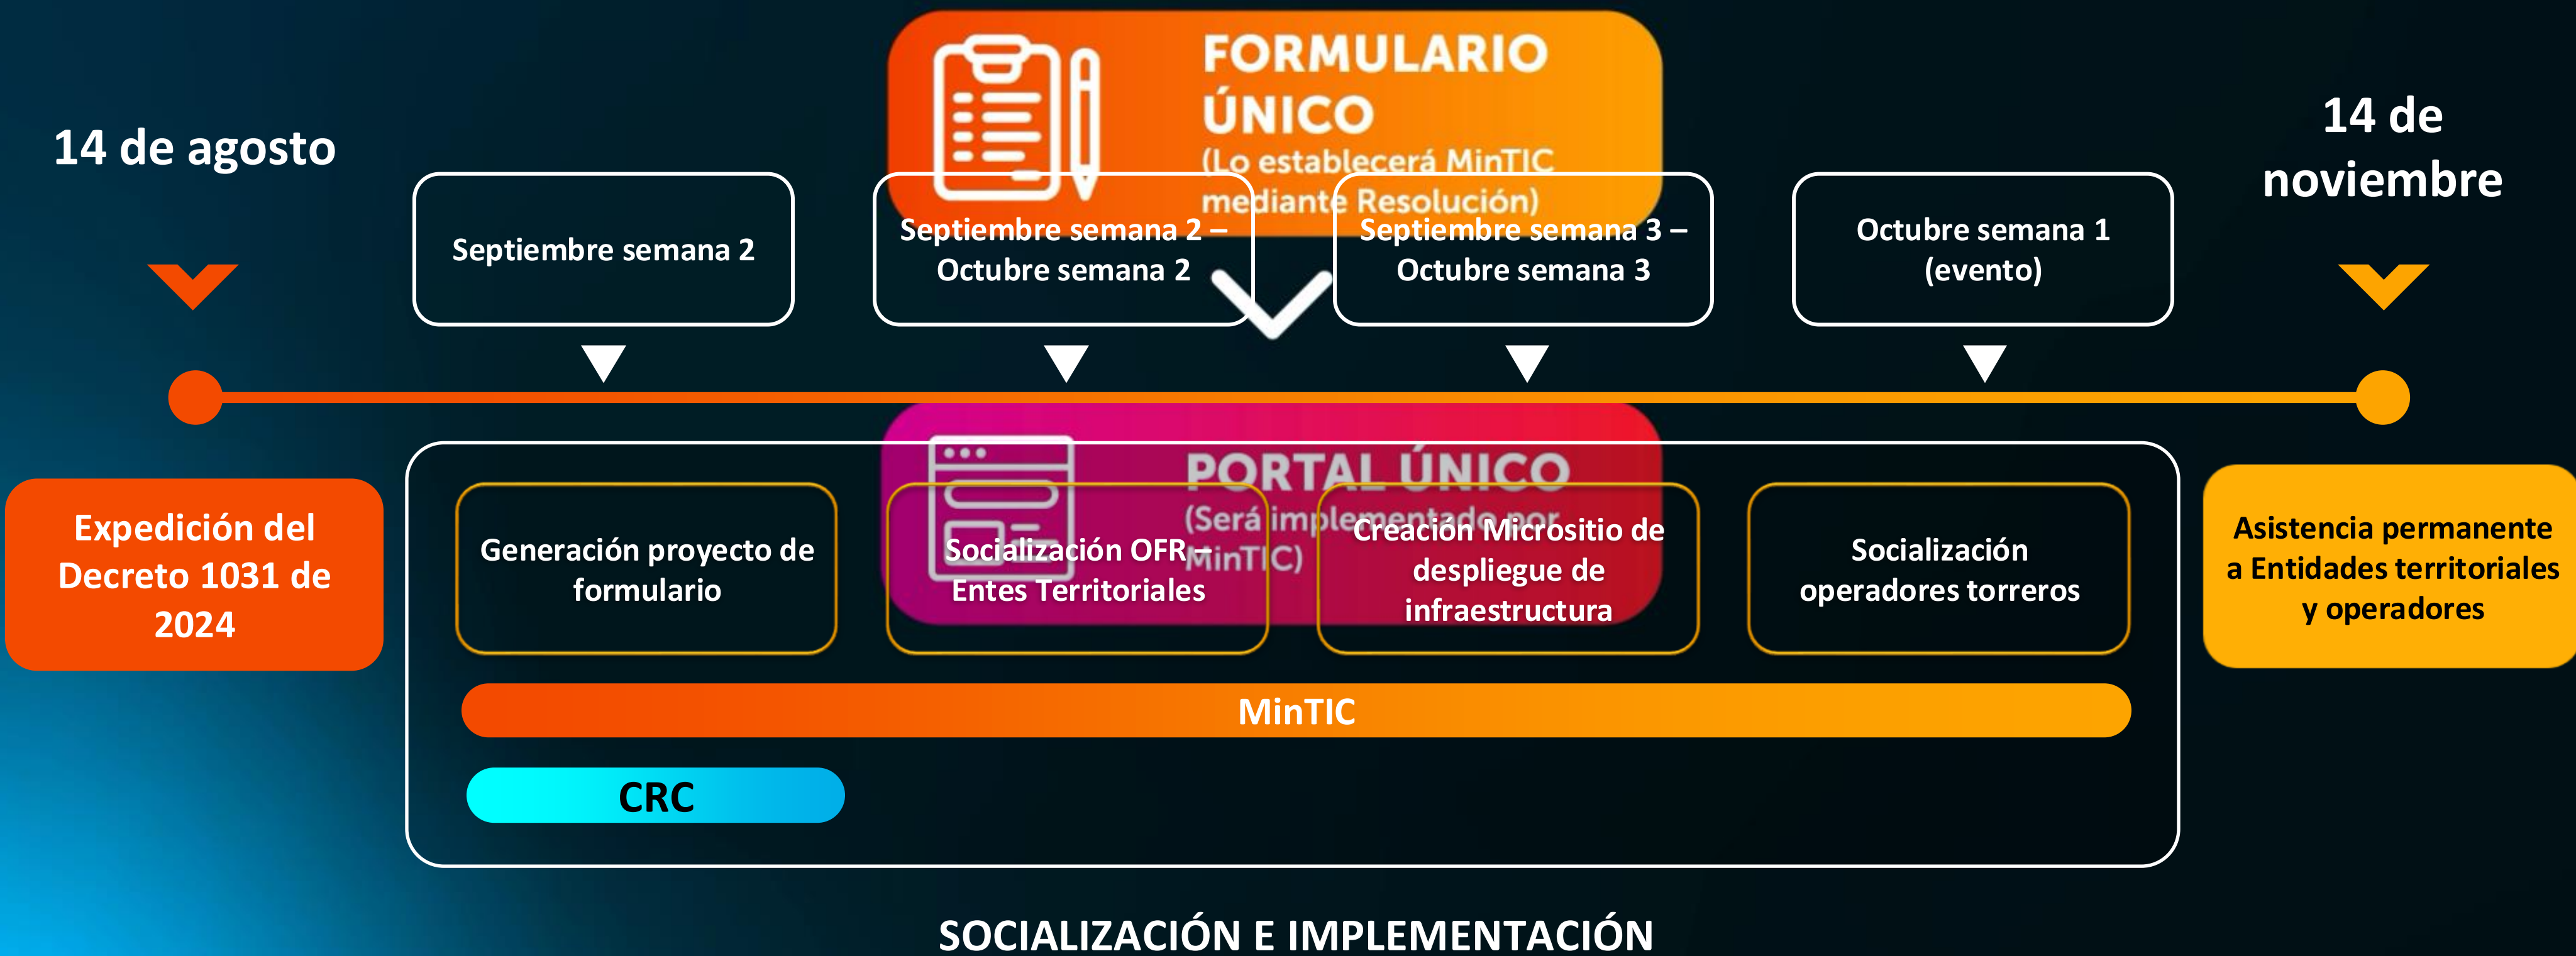 FORMULARIO
ÚNICO
(Lo establecerá MinTIC
mediante Resolución)
14 de agosto
14 de
noviembre
Septiembre semana 2
Septiembre semana 2 –
Octubre semana 2
Septiembre semana 3 –
Octubre semana 3
Octubre semana 1
(evento)
PORTAL ÚNICO
(Será implementado por
MinTIC)
Expedición del
Decreto 1031 de
2024
Generación proyecto de
formulario
Socialización OFR –
Entes Territoriales
Creación Micrositio de
despliegue de
infraestructura
Socialización
operadores torreros
Asistencia permanente
a Entidades territoriales
y operadores
MinTIC
CRC
SOCIALIZACIÓN E IMPLEMENTACIÓN